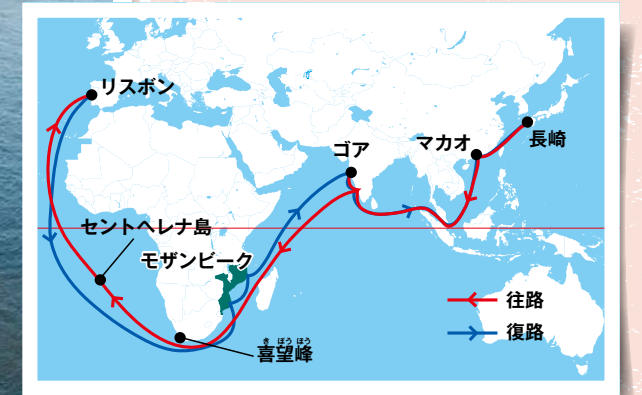 リスボン
ゴア
マカオ
長崎
セントヘレナ島
モザンビーク
往路
復路
き ぼう ほう
喜望峰